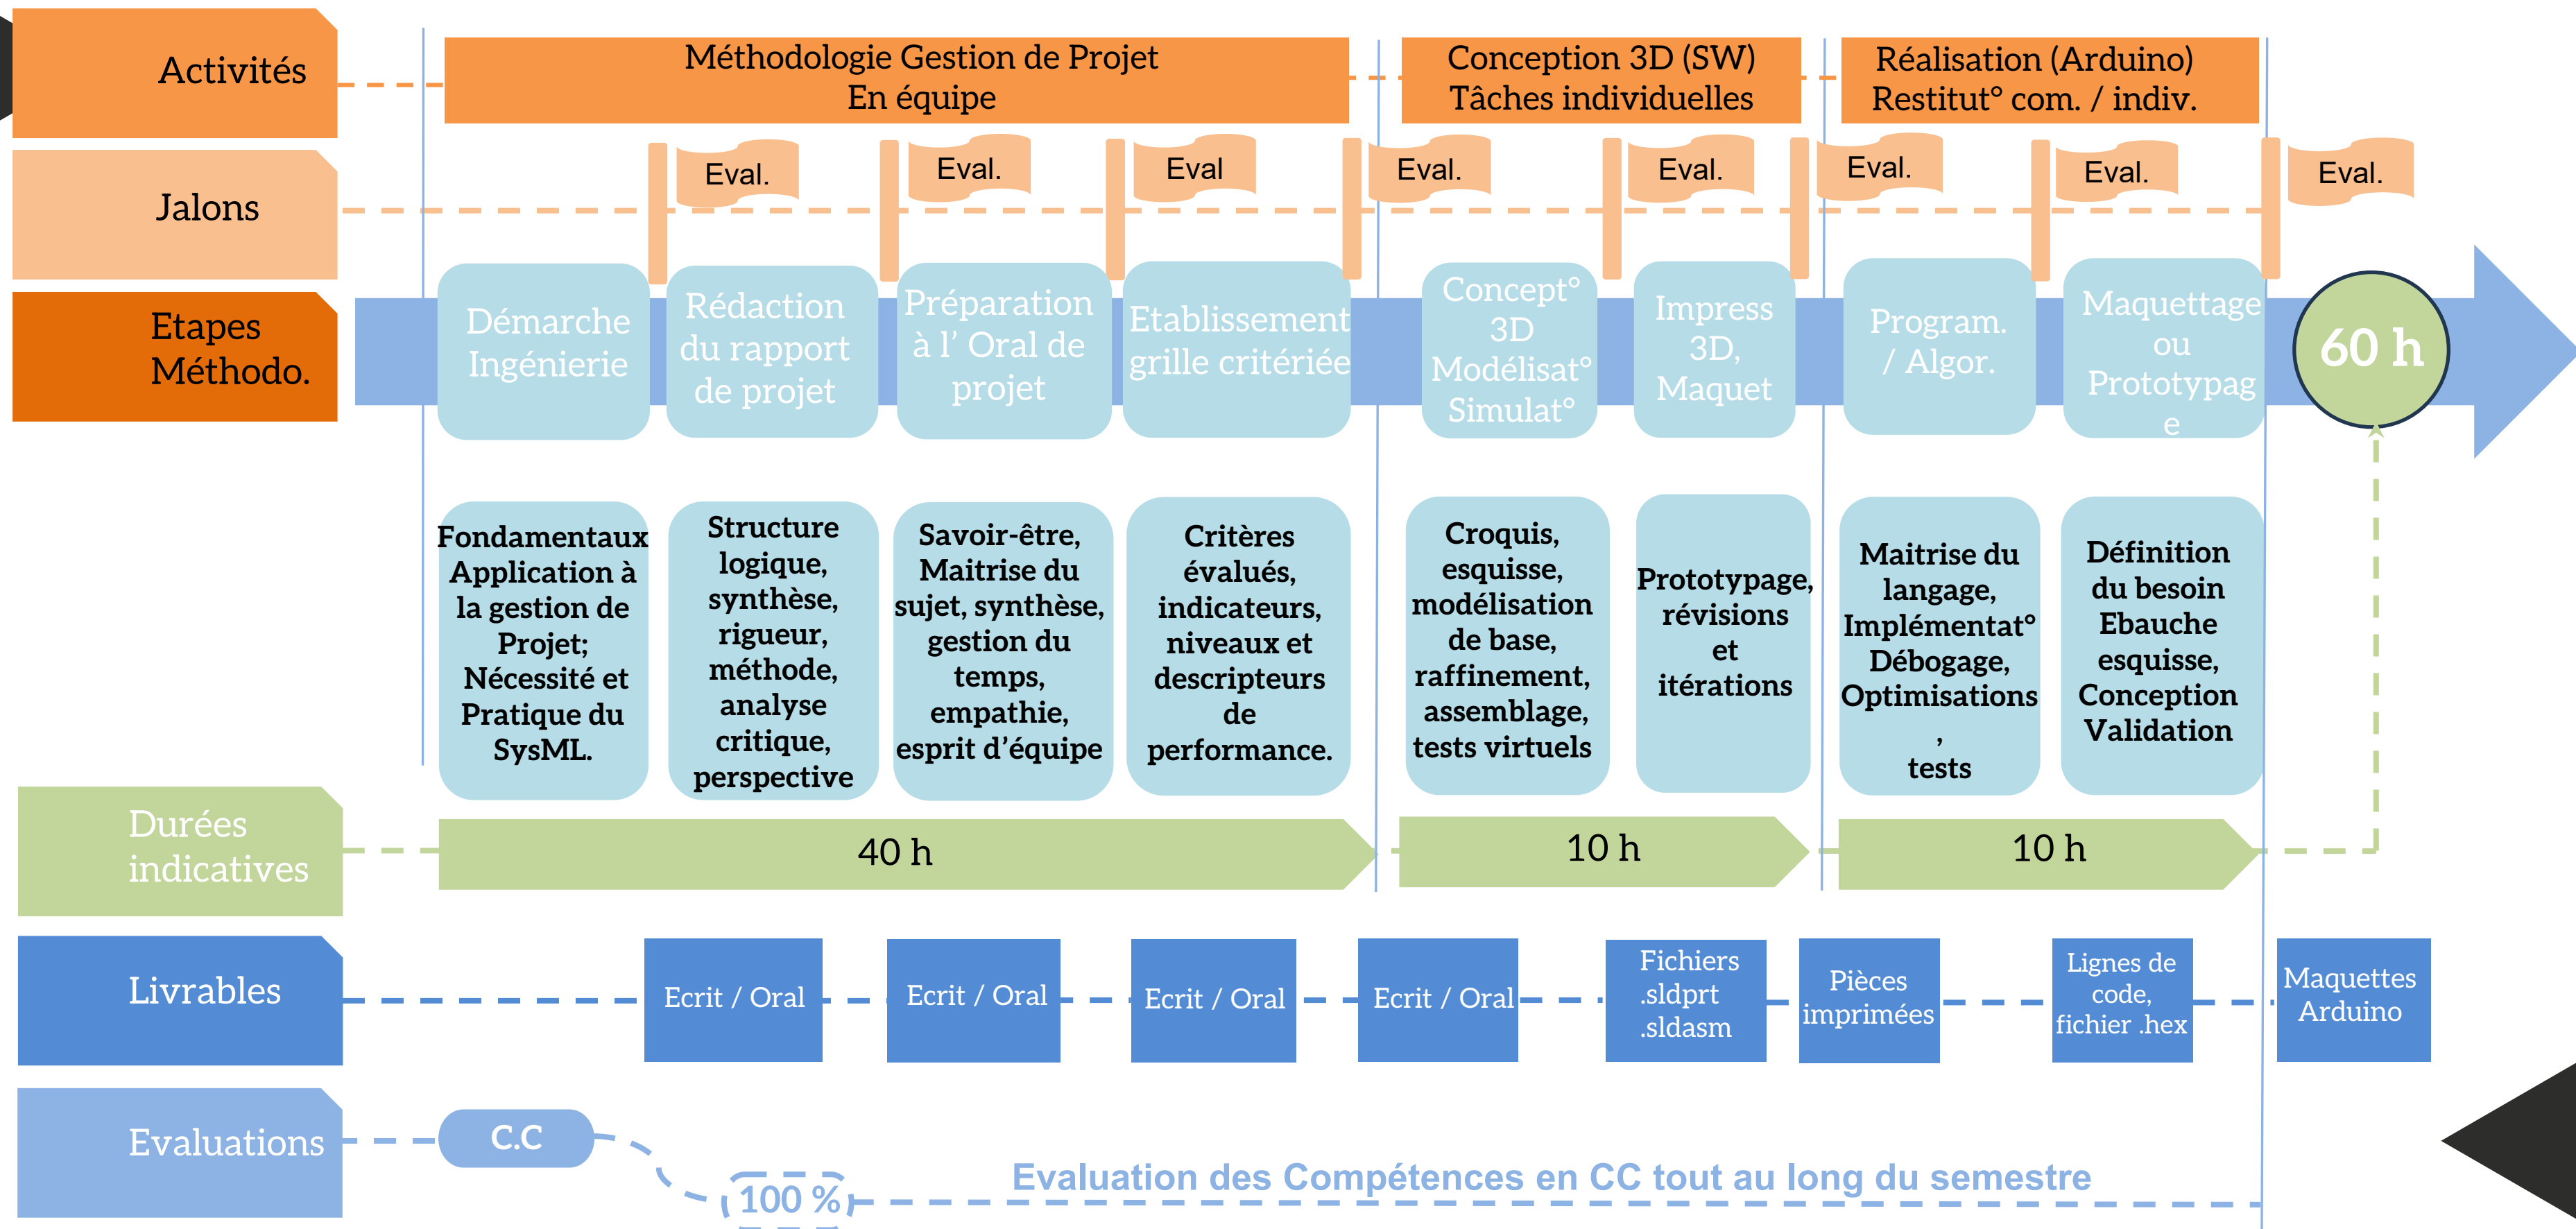 Activités
Méthodologie Gestion de Projet
En équipe
Conception 3D (SW)
Tâches individuelles
Réalisation (Arduino)
Restitut° com. / indiv.
Jalons
Eval.
Eval.
Eval
Eval.
Eval.
Eval.
Eval.
Eval.
Etapes
Méthodo.
Démarche
Ingénierie
Rédaction
du rapport
de projet
Préparation
à l’ Oral de
projet
Etablissement
grille critériée
Concept°
3D
Modélisat°
Simulat°
Impress
3D,
Maquet
Program.
/ Algor.
Maquettage
ou
Prototypag
e
60 h
Fondamentaux
Application à
la gestion de
Projet;
Nécessité et
Pratique du
SysML.
Structure
logique,
synthèse,
rigueur,
méthode,
analyse
critique,
perspective
Savoir-être,
Maitrise du
sujet, synthèse,
gestion du
temps,
empathie,
esprit d’équipe
Critères
évalués,
indicateurs,
niveaux et
descripteurs
de
performance.
Croquis,
esquisse,
modélisation
de base,
raffinement,
assemblage,
tests virtuels
Prototypage,
révisions
et
itérations
Maitrise du
langage,
Implémentat°
Débogage,
Optimisations
,
tests
Définition
du besoin
Ebauche
esquisse,
Conception
Validation
Durées
indicatives
40 h
10 h
10 h
Livrables
Ecrit / Oral
Ecrit / Oral
Ecrit / Oral
Ecrit / Oral
Fichiers
.sldprt
.sldasm
Pièces
imprimées
Lignes de
code,
fichier .hex
Maquettes
Arduino
Evaluations
C.C
100 %
Evaluation des Compétences en CC tout au long du semestre